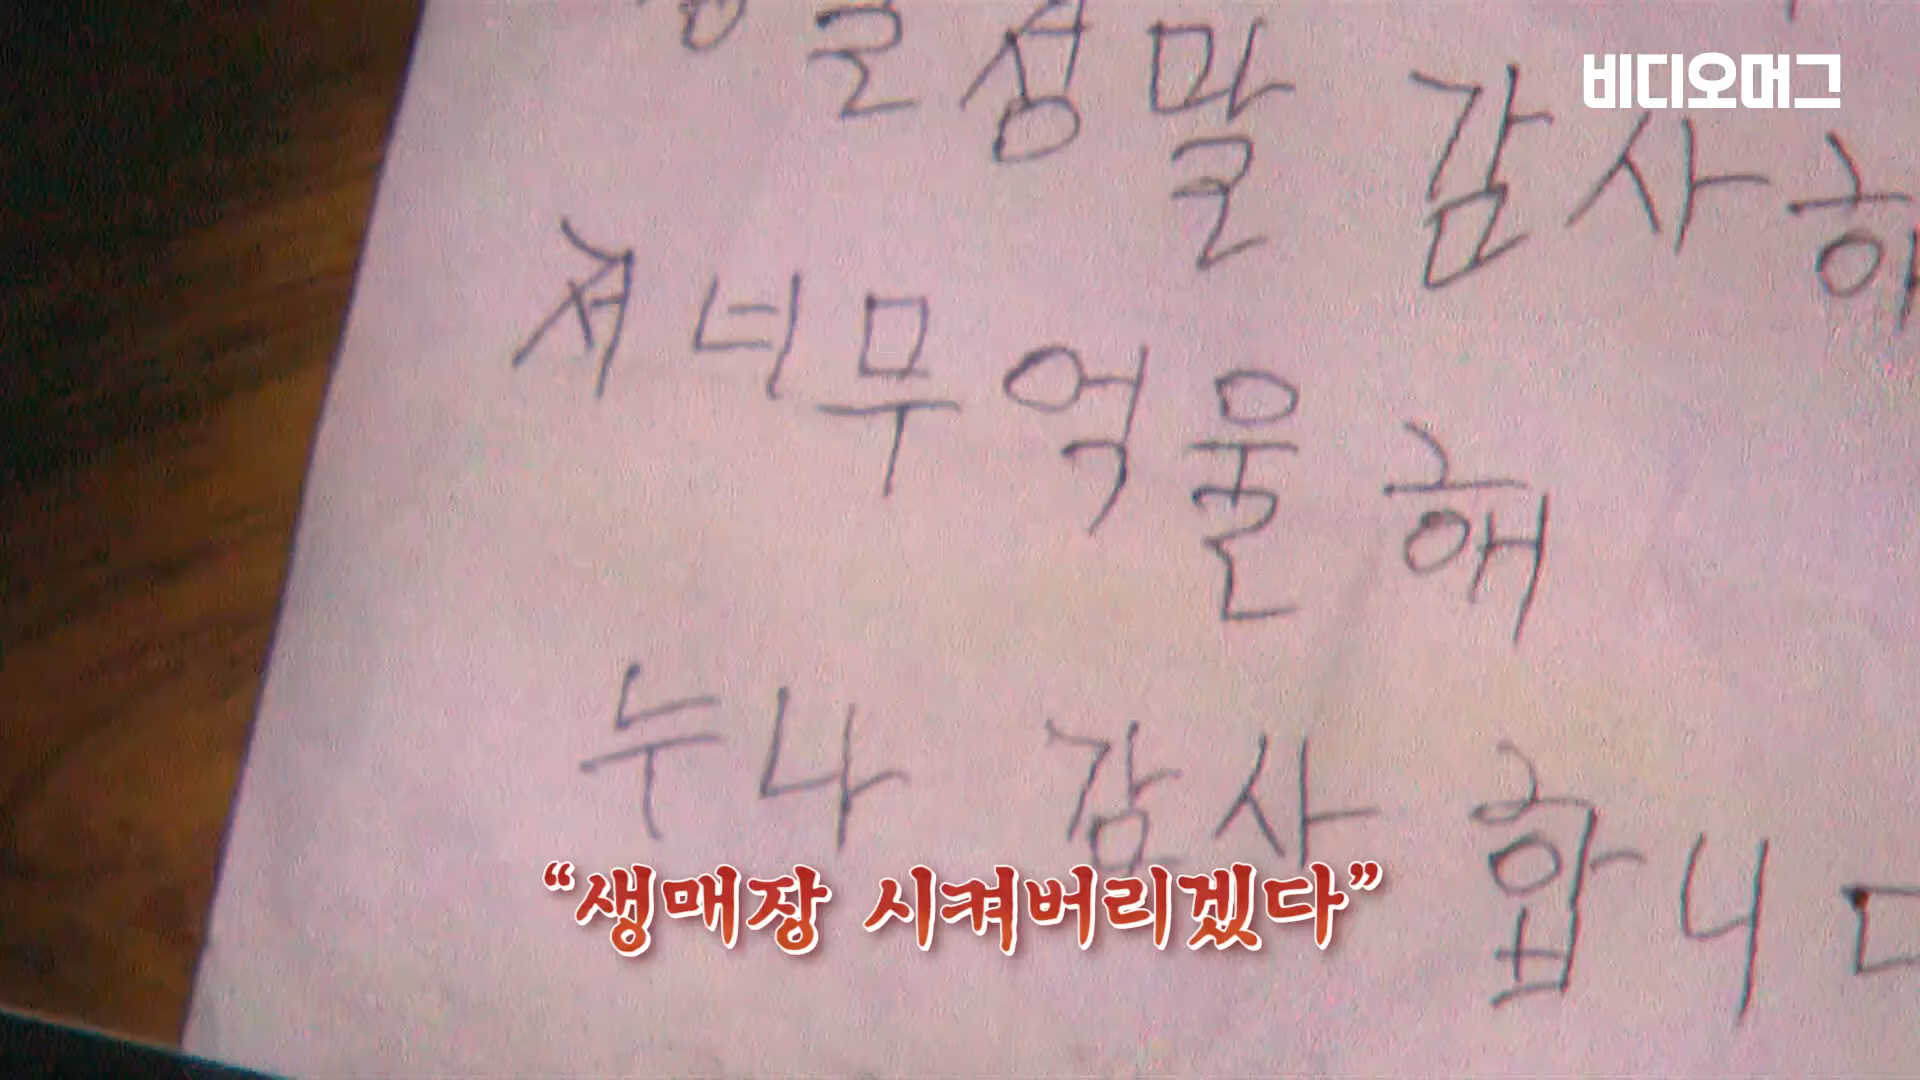 비디오머그
을 정말 감사해
저 너무 억울해
누나 감사합니다
“생매장 시켜버리겠다”